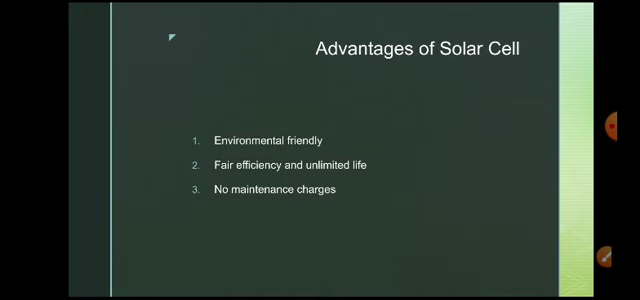 Advantages of Solar Cell
1. Environmental friendly
2. Fair efficiency and unlimited life
3. No maintenance charges